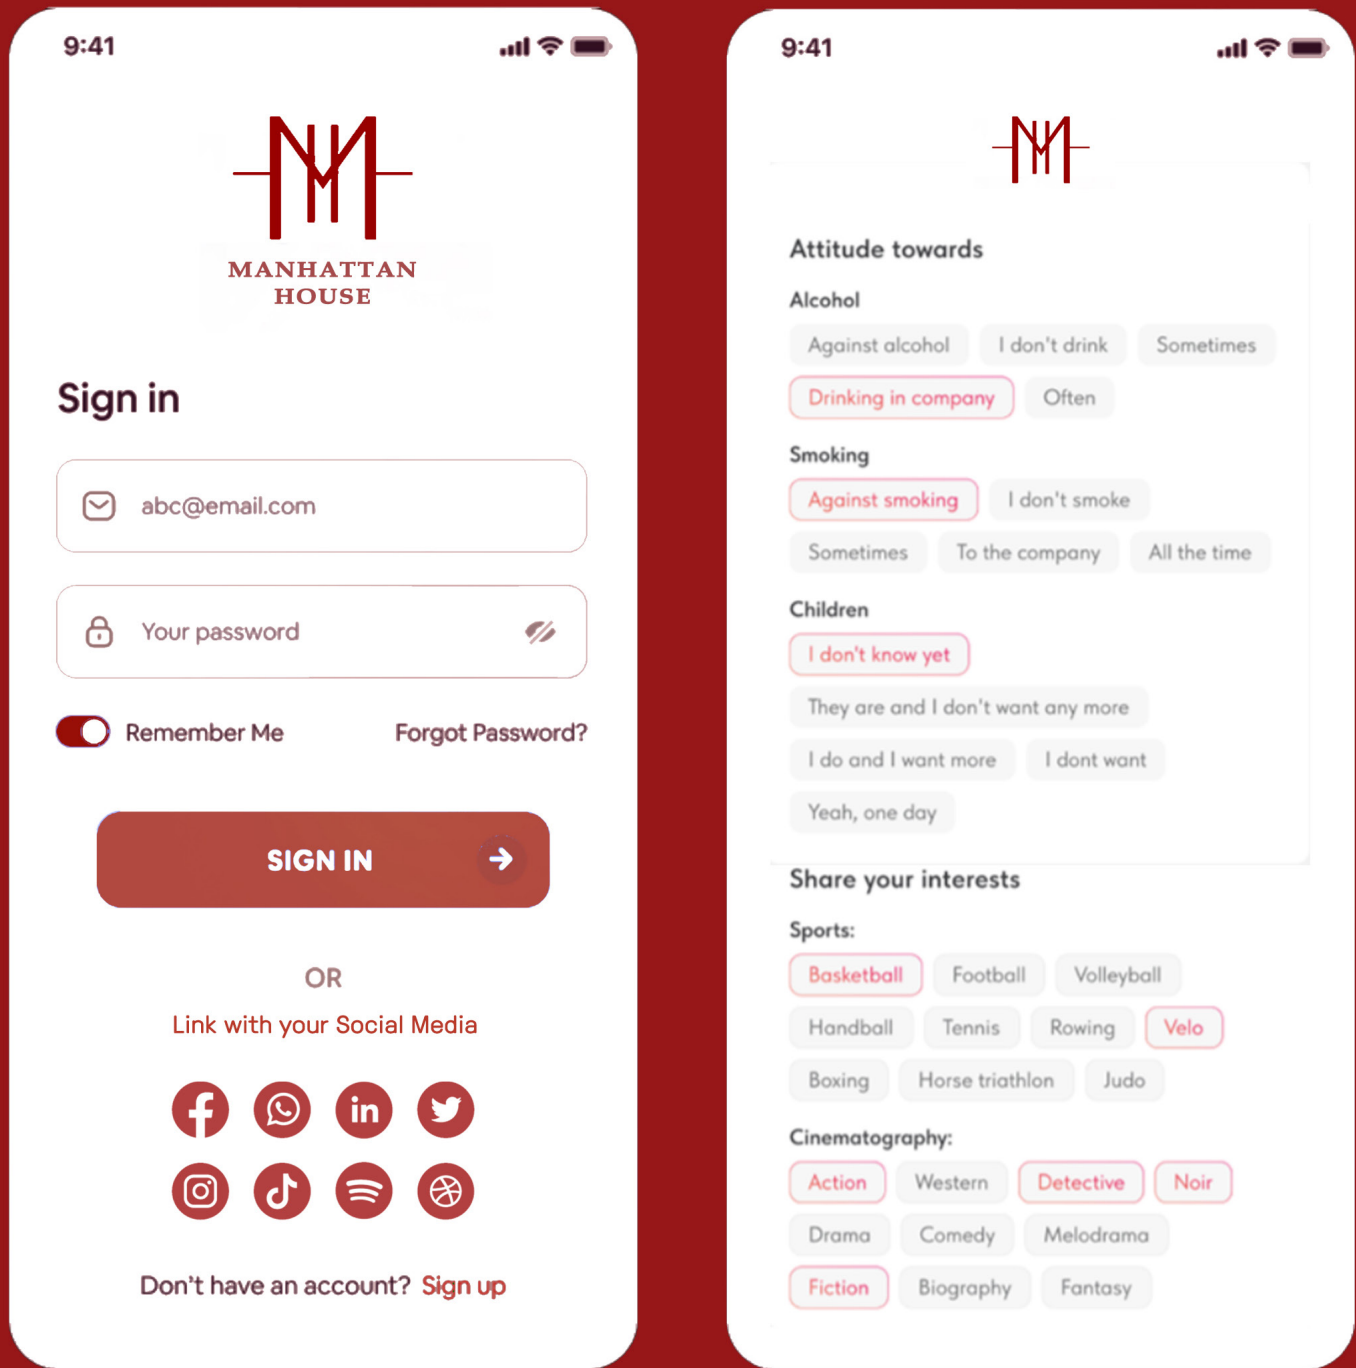 9:41
MANHATTAN
HOUSE
Sign in
abc@email.com
Your password
Remember Me
Forgot Password?
SIGN IN
OR
Link with your Social Media
Don't have an account? Sign up
9:41
Attitude towards
Alcohol
Against alcohol I don't drink Sometimes
Drinking in company Often
Smoking
Against smoking I don't smoke
Sometimes To the company All the time
Children
I don't know yet
They are and I don't want any more
I do and I want more I dont want
Yeah, one day
Share your interests
Sports:
Basketball Football Volleyball
Handball Tennis Rowing Velo
Boxing Horse triathlon Judo
Cinematography:
Action Western Detective Noir
Drama Comedy Melodrama
Fiction Biography Fantasy